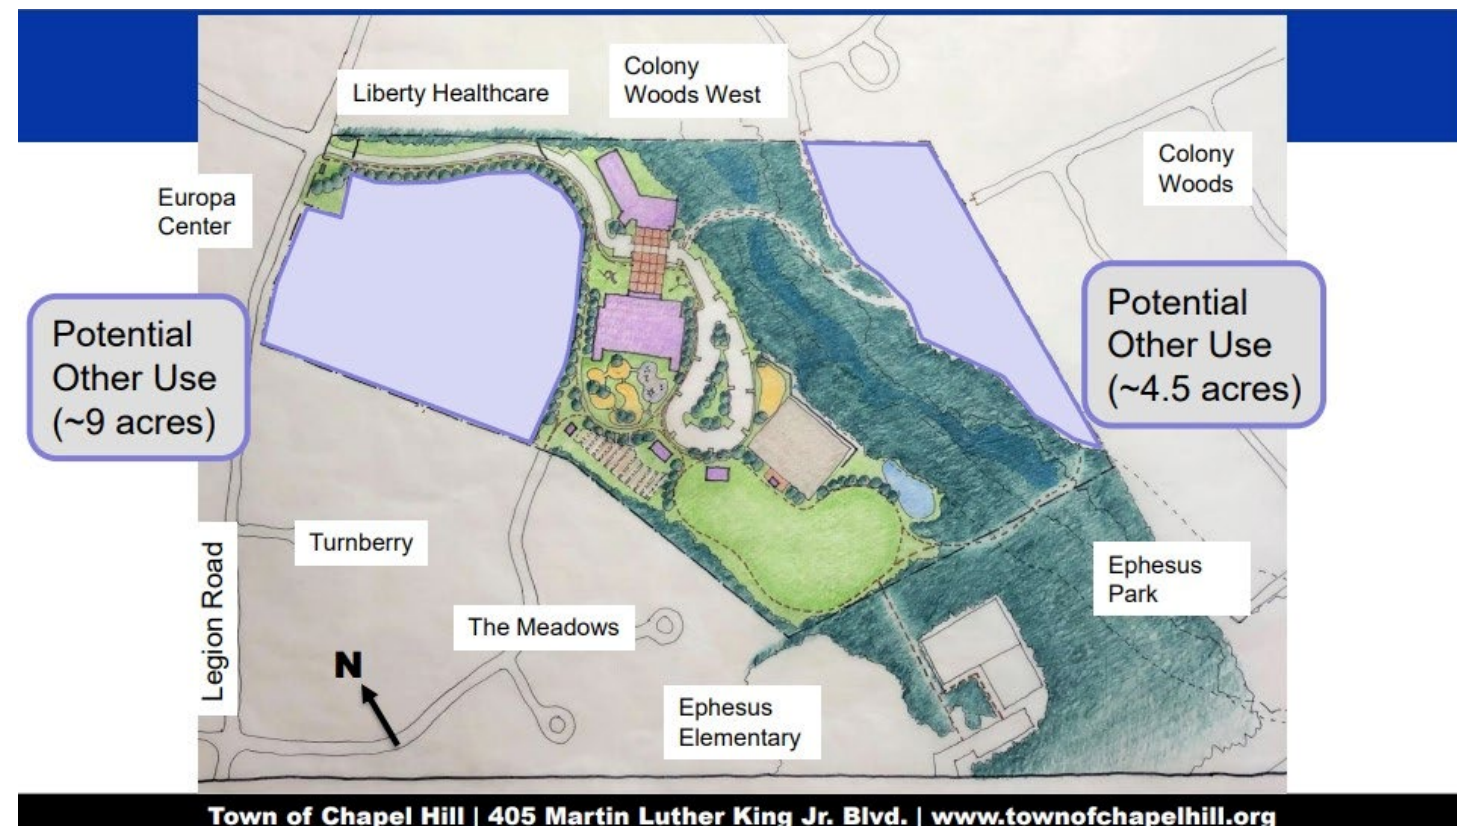 Colony
Woods West
Liberty Healthcare
Colony
Woods
Europa
Center
Potential
Other Use
(~4.5 acres)
Potential
Other Use
(~9 acres)
Turnberry
Ephesus
Park
Legion Road
The Meadows
N
Ephesus
Elementary
Town of Chapel Hill | 405 Martin Luther King Jr. Blvd. | www.townofchapelhill.org